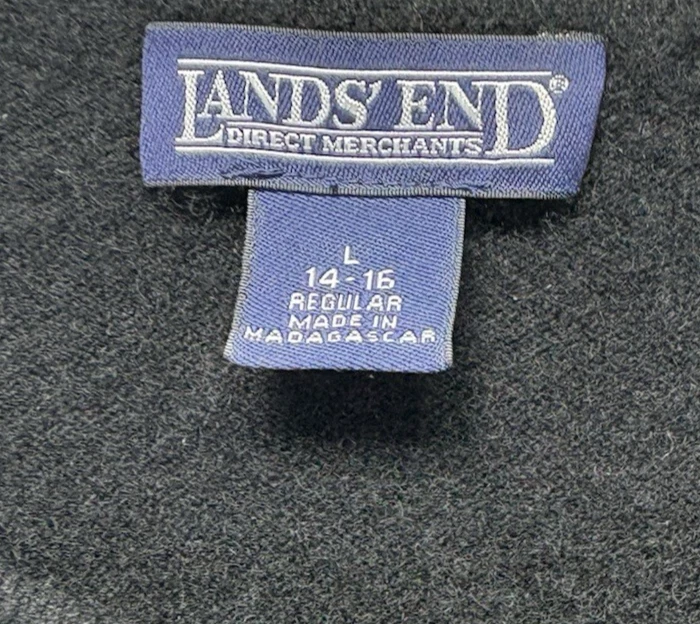 LANDS' END®
DIRECT MERCHANTS
L
14-16
REGULAR
MADE IN
MADAGASCAR